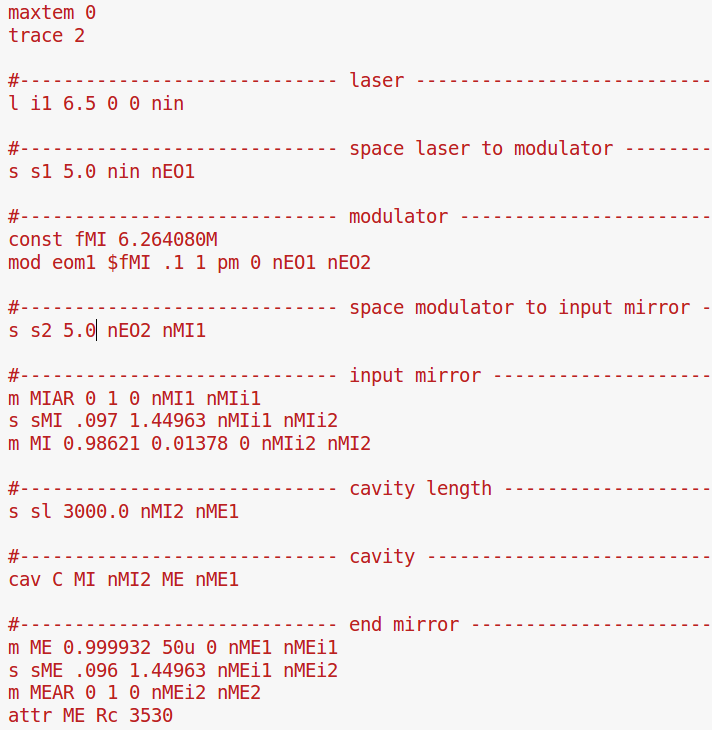 maxtem 0
trace 2
#----------------------------- laser ---------------------------
l i1 6.5 0 0 nin
#----------------------------- space laser to modulator --------
s s1 5.0 nin nEO1
#----------------------------- modulator -----------------------
const fMI 6.264080M
mod eom1 $fMI .1 1 pm 0 nEO1 nEO2
#----------------------------- space modulator to input mirror -
s s2 5.0 nEO2 nMI1
#----------------------------- input mirror --------------------
m MIAR 0 1 0 nMI1 nMIi1
s sMI .097 1.44963 nMIi1 nMIi2
m MI 0.98621 0.01378 0 nMIi2 nMI2
#----------------------------- cavity length -------------------
s sl 3000.0 nMI2 nME1
#----------------------------- cavity --------------------------
cav C MI nMI2 ME nME1
#----------------------------- end mirror ----------------------
m ME 0.999932 50u 0 nME1 nMEi1
s sME .096 1.44963 nMEi1 nMEi2
m MEAR 0 1 0 nMEi2 nME2
attr ME Rc 3530